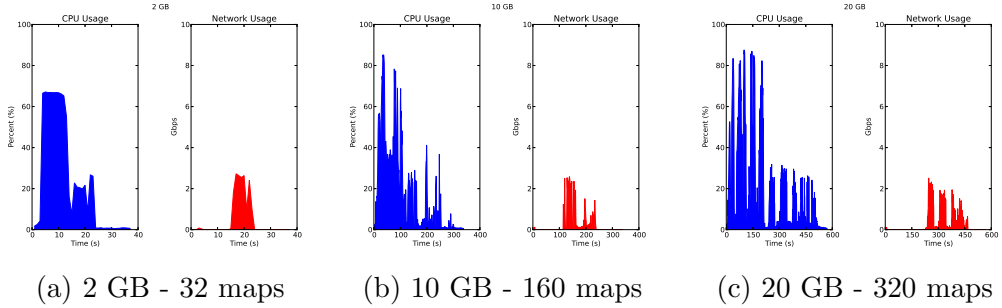 2 GB
CPU Usage
Network Usage
100
80
60
40
20
0
Percent (%)
0 10 20 30 40
Time (s)
10
8
6
4
2
0
Gbps
0 20 40
Time (s)
10 GB
CPU Usage
Network Usage
100
80
60
40
20
0
Percent (%)
0 100 200 300 400
Time (s)
10
8
6
4
2
0
Gbps
0 200 400
Time (s)
20 GB
CPU Usage
Network Usage
100
80
60
40
20
0
Percent (%)
0 100 200 300 400 500 600
Time (s)
10
8
6
4
2
0
Gbps
0 150 300 450 600
Time (s)
(a) 2 GB - 32 maps
(b) 10 GB - 160 maps
(c) 20 GB - 320 maps